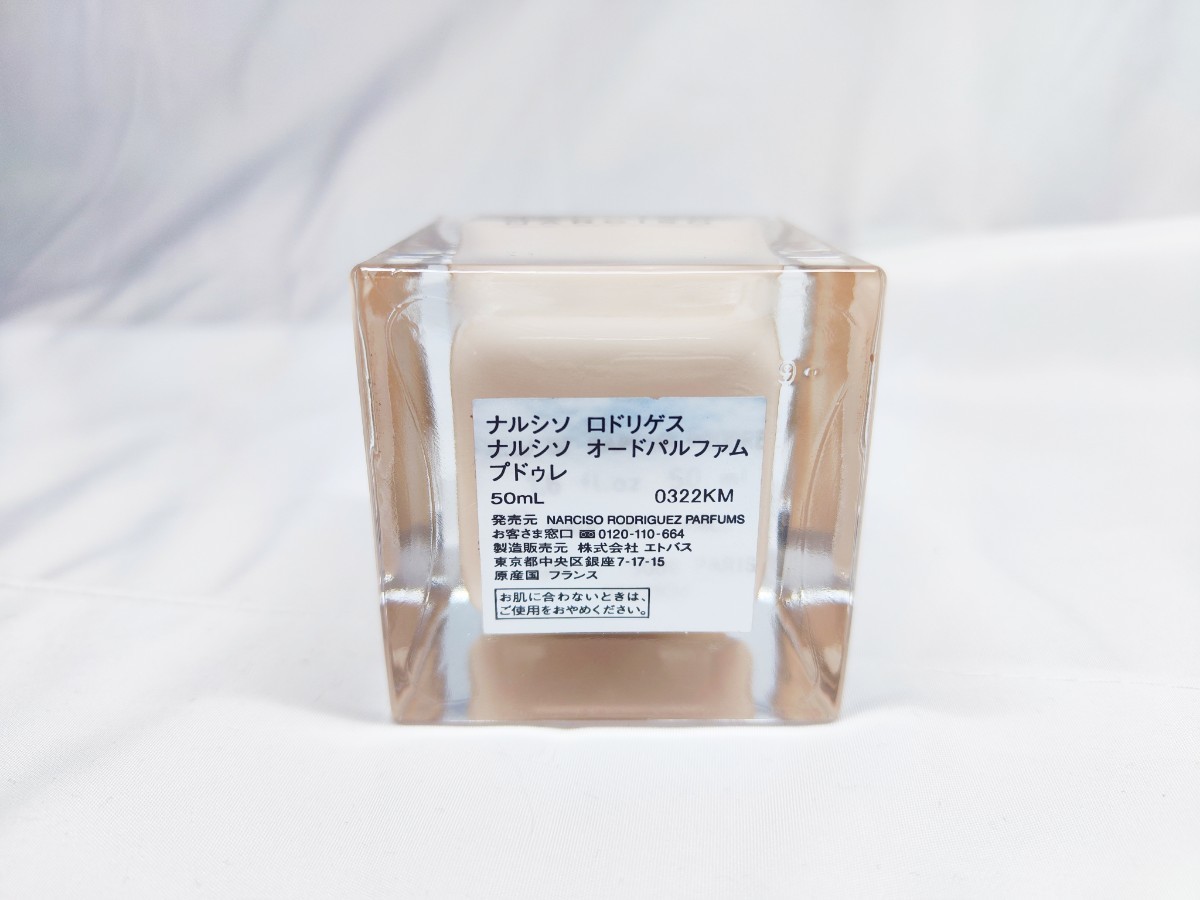 ナルシソ ロドリゲス
ナルシソ オードパルファム
プドゥレ
50mL 0322KM
発売元 NARCISO RODRIGUEZ PARFUMS
お客さま窓口 0120-110-664
製造販売元 株式会社 エトバス
東京都中央区銀座7-17-15
原産国 フランス
お肌に合わないときは、
ご使用をおやめください。